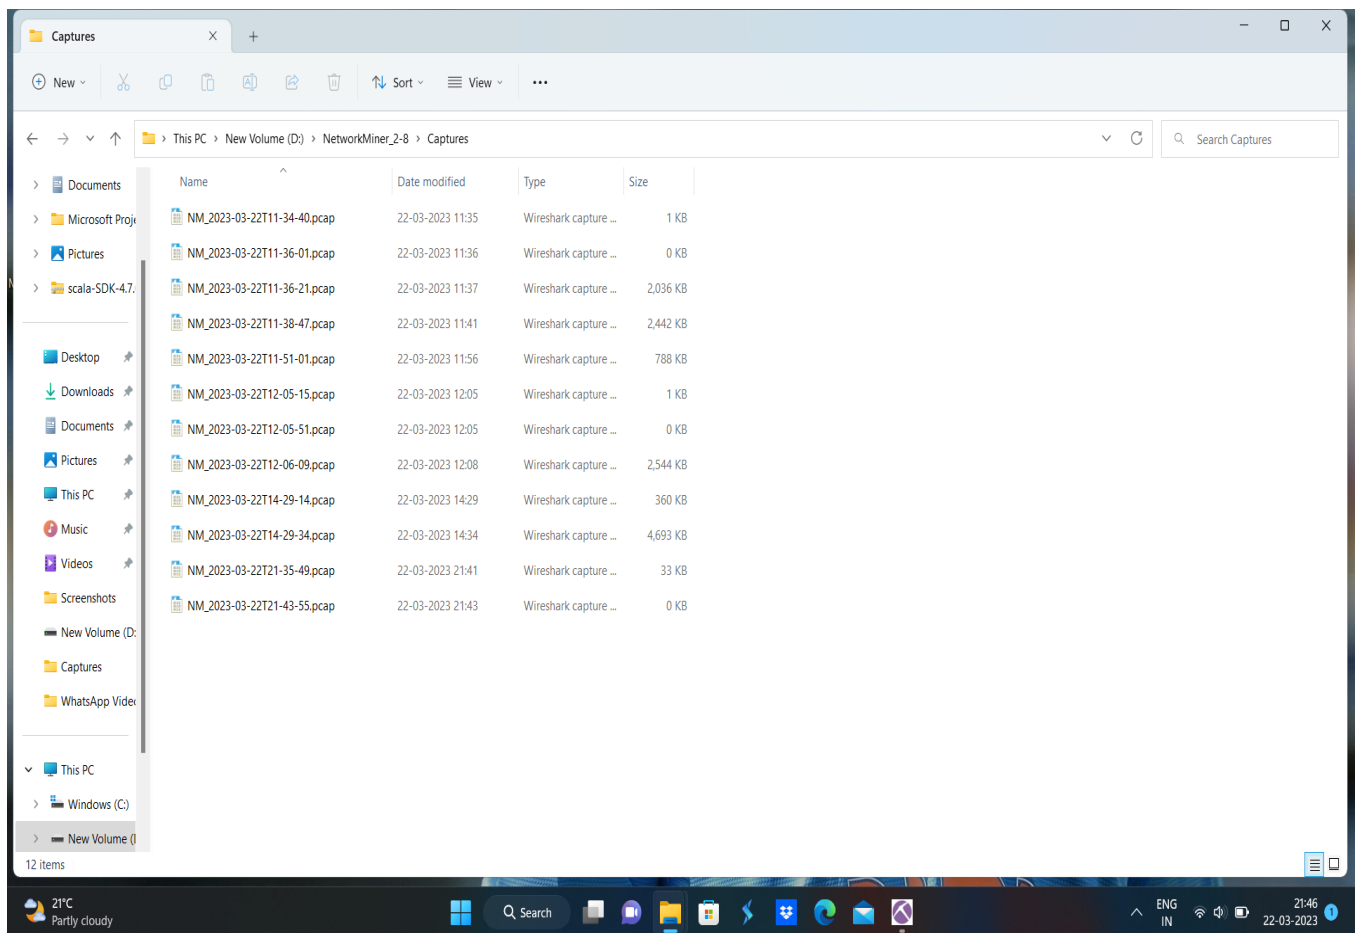 Captures
New
Sort
View
This PC > New Volume (D:) > NetworkMiner_2-8 > Captures
Search Captures
Name Date modified Type Size
NM_2023-03-22T11-34-40.pcap 22-03-2023 11:35 Wireshark capture ... 1 KB
NM_2023-03-22T11-36-01.pcap 22-03-2023 11:36 Wireshark capture ... 0 KB
NM_2023-03-22T11-36-21.pcap 22-03-2023 11:37 Wireshark capture ... 2,036 KB
NM_2023-03-22T11-38-47.pcap 22-03-2023 11:41 Wireshark capture ... 2,442 KB
NM_2023-03-22T11-51-01.pcap 22-03-2023 11:56 Wireshark capture ... 788 KB
NM_2023-03-22T12-05-15.pcap 22-03-2023 12:05 Wireshark capture ... 1 KB
NM_2023-03-22T12-05-51.pcap 22-03-2023 12:05 Wireshark capture ... 0 KB
NM_2023-03-22T12-06-09.pcap 22-03-2023 12:08 Wireshark capture ... 2,544 KB
NM_2023-03-22T14-29-14.pcap 22-03-2023 14:29 Wireshark capture ... 360 KB
NM_2023-03-22T14-29-34.pcap 22-03-2023 14:34 Wireshark capture ... 4,693 KB
NM_2023-03-22T21-35-49.pcap 22-03-2023 21:41 Wireshark capture ... 33 KB
NM_2023-03-22T21-43-55.pcap 22-03-2023 21:43 Wireshark capture ... 0 KB
Documents
Microsoft Proje
Pictures
scala-SDK-4.7.
Desktop
Downloads
Documents
Pictures
This PC
Music
Videos
Screenshots
New Volume (D:
Captures
WhatsApp Video
This PC
Windows (C:)
New Volume (
12 items
21°C
Partly cloudy
Search
ENG
IN
21:46
22-03-2023
1